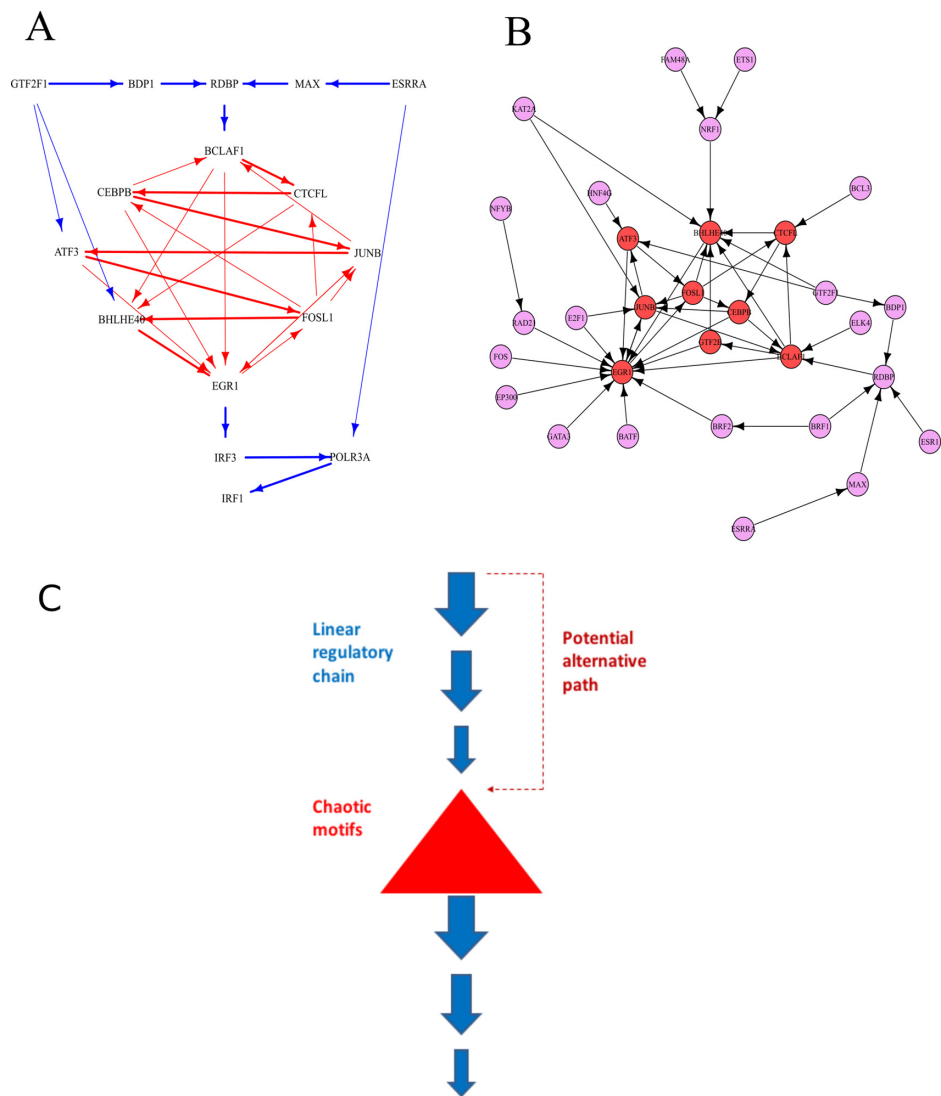 A
GTF2F1 BDP1 RDBP MAX ESRRA
BCLAF1
CEBPB CTCFL
ATF3 JUNB
BHLHE40 FOSL1
EGR1
IRF3 POLR3A
IRF1
B
FAM48A ETS1
KAT2A
NRF1
HNF4G BCL3
NFYB
ATF3 BHLHE40 CTCFL
FOSL1 GTF2F1
JUNB CEBPB BDP1
RAD21 E2F1 ELK4
GTF2B
FOS BCLAF1
EGR1 RDBP
EP300
GATA3 BATF BRF2 BRF1
ESR1
MAX
ESRRA
C
Linear
regulatory
chain
Potential
alternative
path
Chaotic
motifs